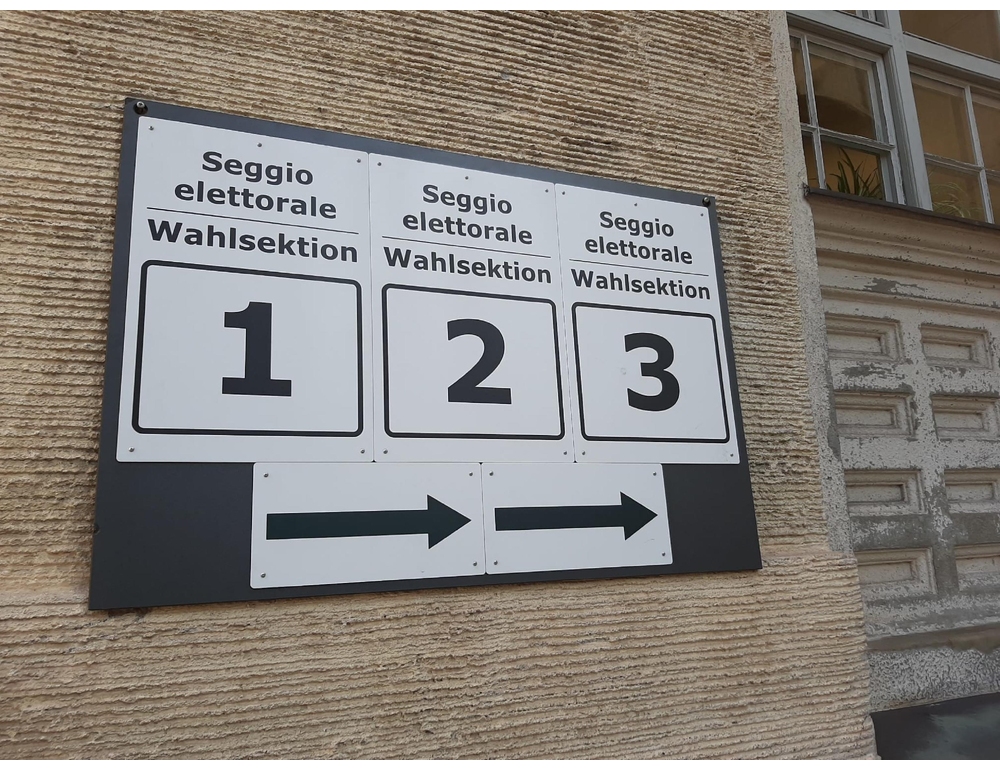 Seggio
elettorale
Wahlsektion
1
Seggio
elettorale
Wahlsektion
2
Seggio
elettorale
Wahlsektion
3